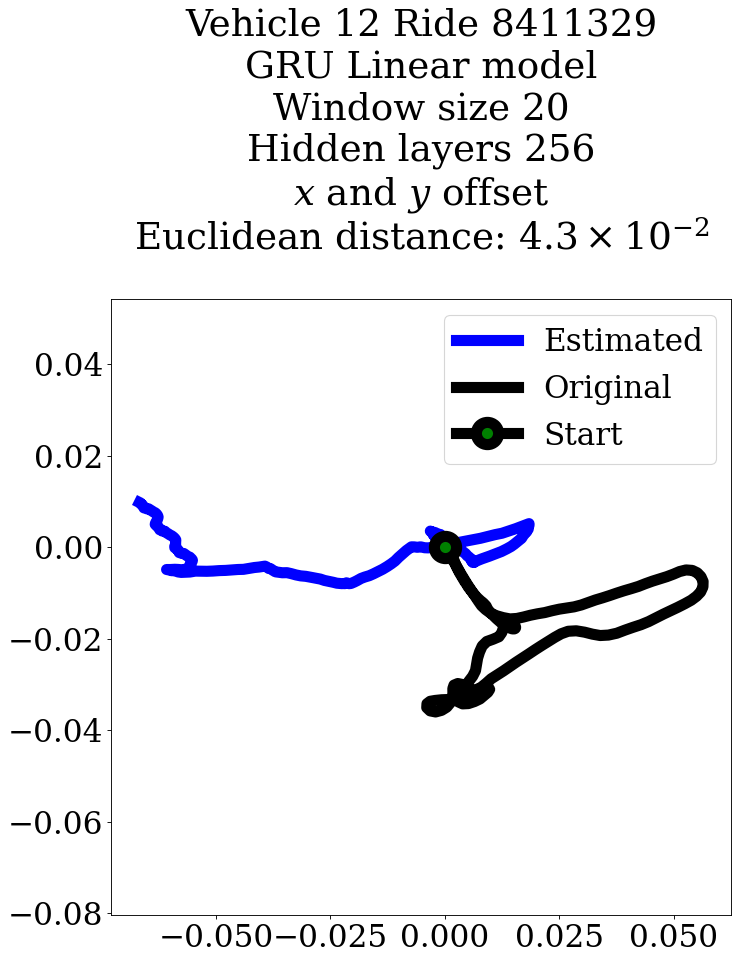 Vehicle 12 Ride 8411329
GRU Linear model
Window size 20
Hidden layers 256
x and y offset
Euclidean distance: 4.3 × 10⁻²
Estimated
Original
Start
0.04
0.02
0.00
−0.02
−0.04
−0.06
−0.08
−0.050 −0.025 0.000 0.025 0.050